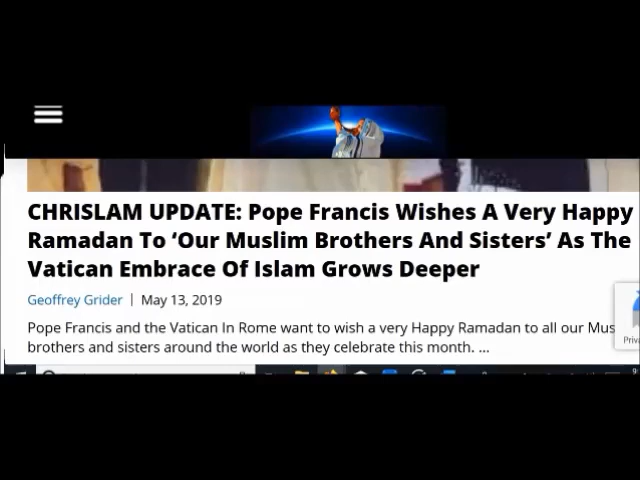 CHRISLAM UPDATE: Pope Francis Wishes A Very Happy
Ramadan To ‘Our Muslim Brothers And Sisters’ As The
Vatican Embrace Of Islam Grows Deeper
Geoffrey Grider | May 13, 2019
Pope Francis and the Vatican In Rome want to wish a very Happy Ramadan to all our Mus
brothers and sisters around the world as they celebrate this month. ...
Priva